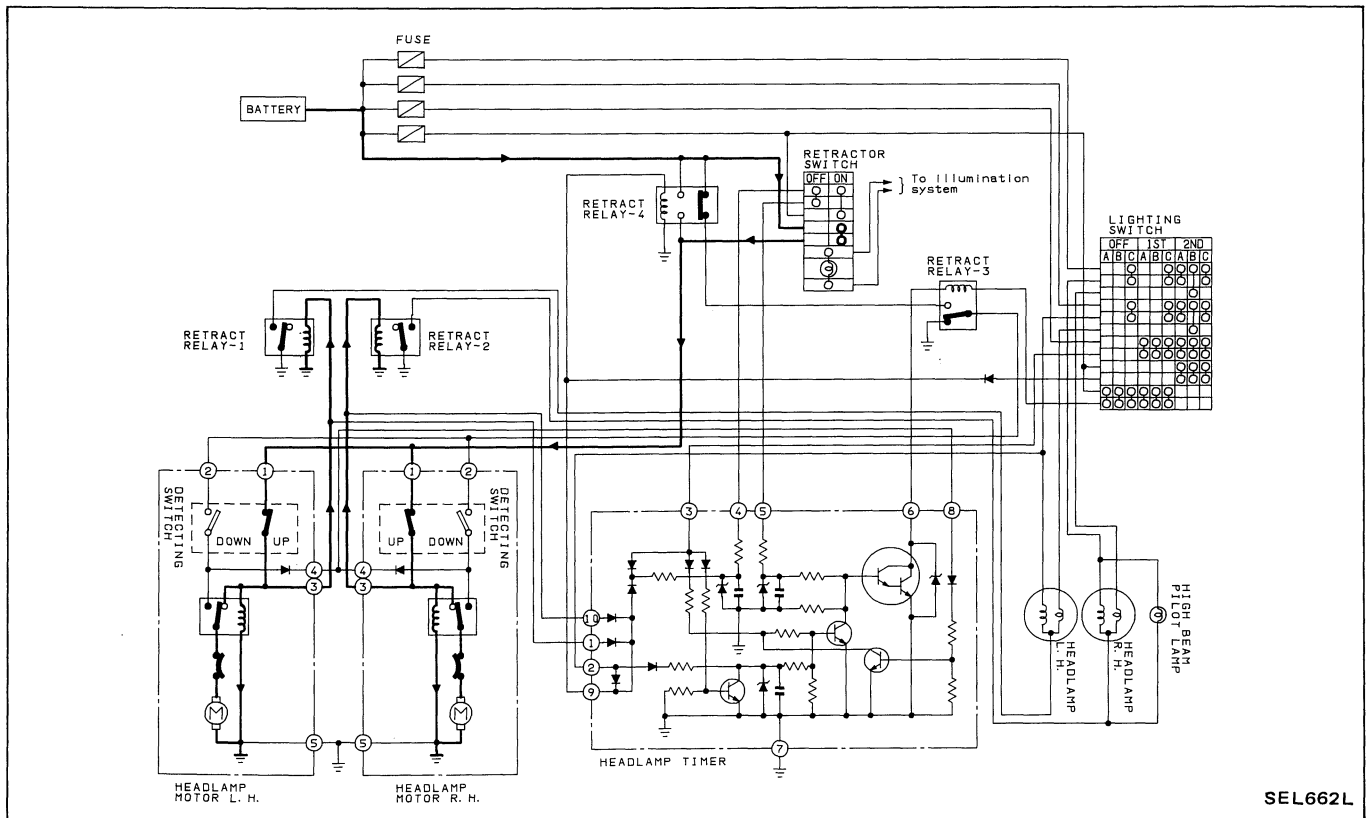 FUSE
BATTERY
RETRACTOR
SWITCH
OFF ON
To illumination
system
RETRACT
RELAY-4
LIGHTING
SWITCH
OFF 1ST 2ND
A B C A B C A B C
RETRACT
RELAY-3
RETRACT
RELAY-1
RETRACT
RELAY-2
2 1 1 2
3 4 5 6 8
DETECTING
SWITCH
DOWN UP
UP DOWN
DETECTING
SWITCH
4 4
3 3
10
1
2
9
M
M
5 5
7
HEADLAMP TIMER
HEADLAMP
L. H.
HEADLAMP
R. H.
HIGH BEAM
PILOT LAMP
HEADLAMP
MOTOR L. H.
HEADLAMP
MOTOR R. H.
SEL662L